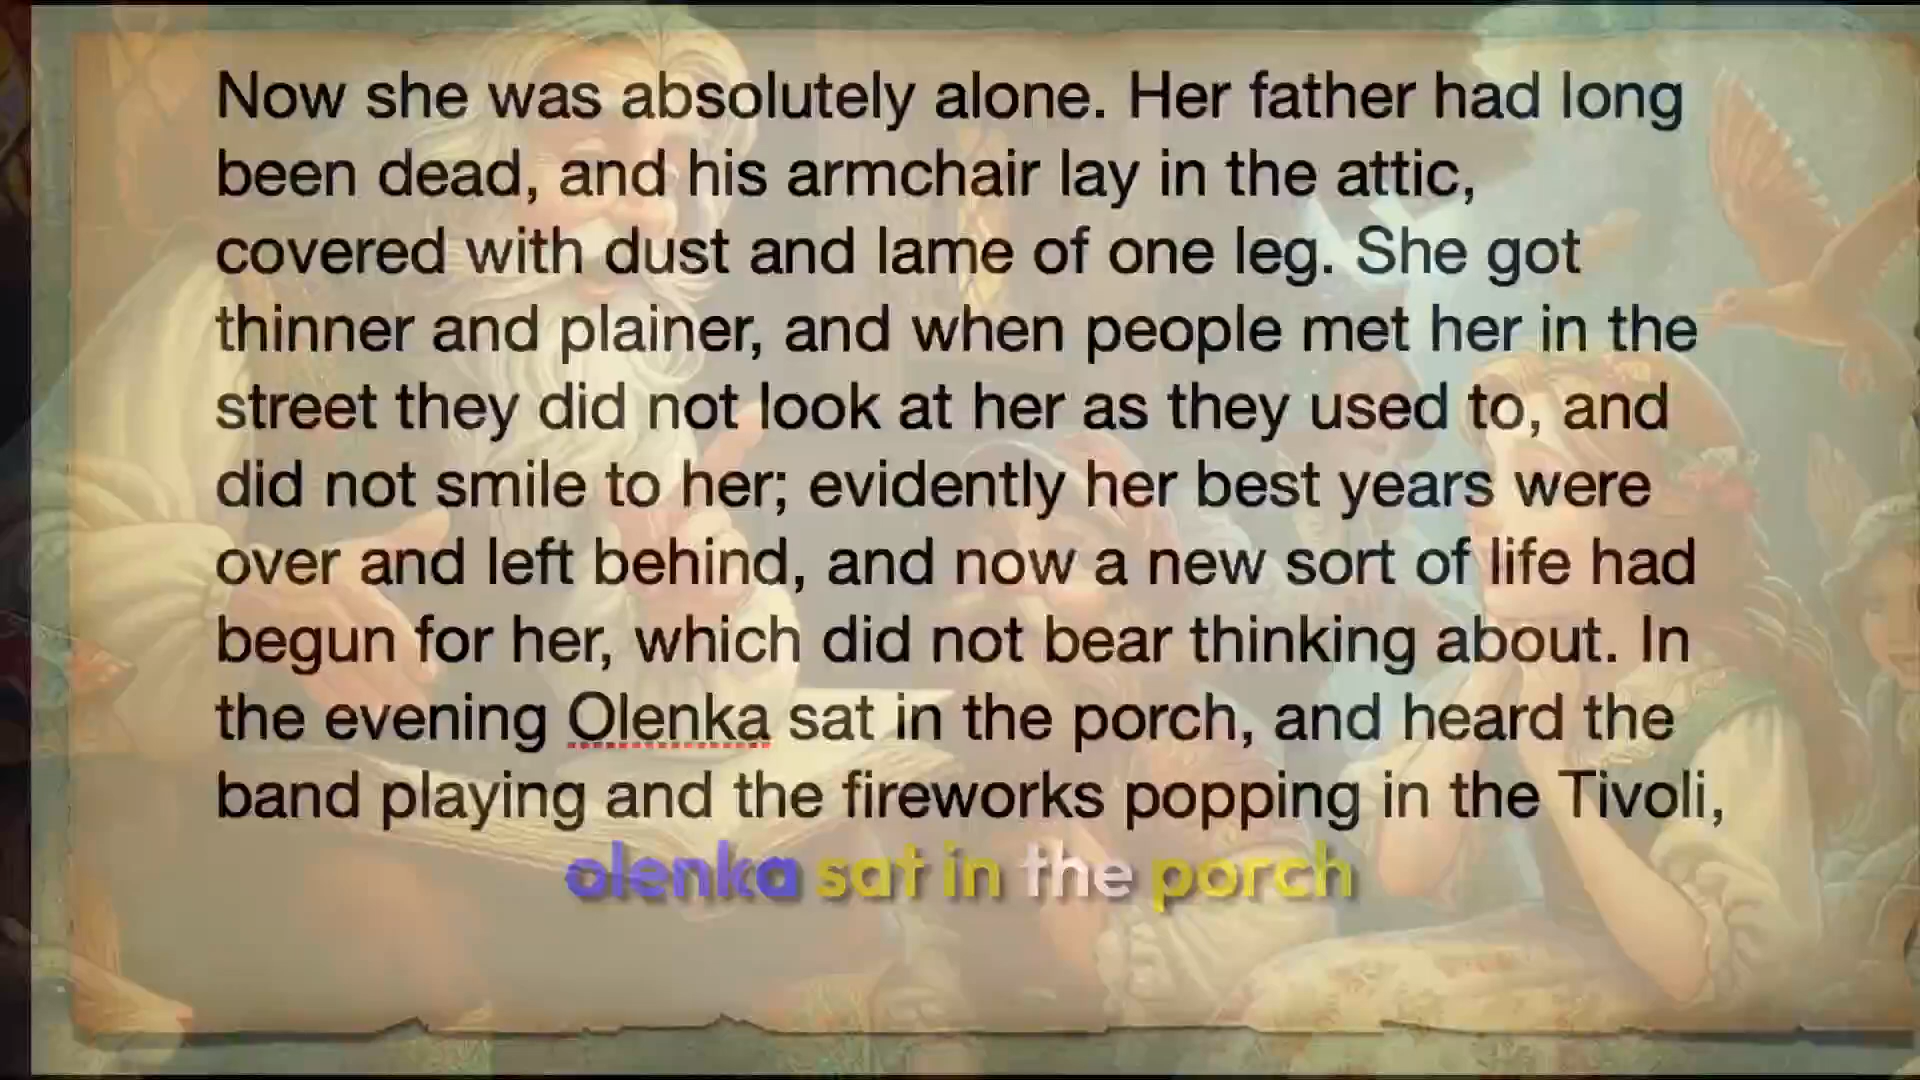 Now she was absolutely alone. Her father had long
been dead, and his armchair lay in the attic,
covered with dust and lame of one leg. She got
thinner and plainer, and when people met her in the
street they did not look at her as they used to, and
did not smile to her; evidently her best years were
over and left behind, and now a new sort of life had
begun for her, which did not bear thinking about. In
the evening Olenka sat in the porch, and heard the
band playing and the fireworks popping in the Tivoli,
olenka sat in the porch